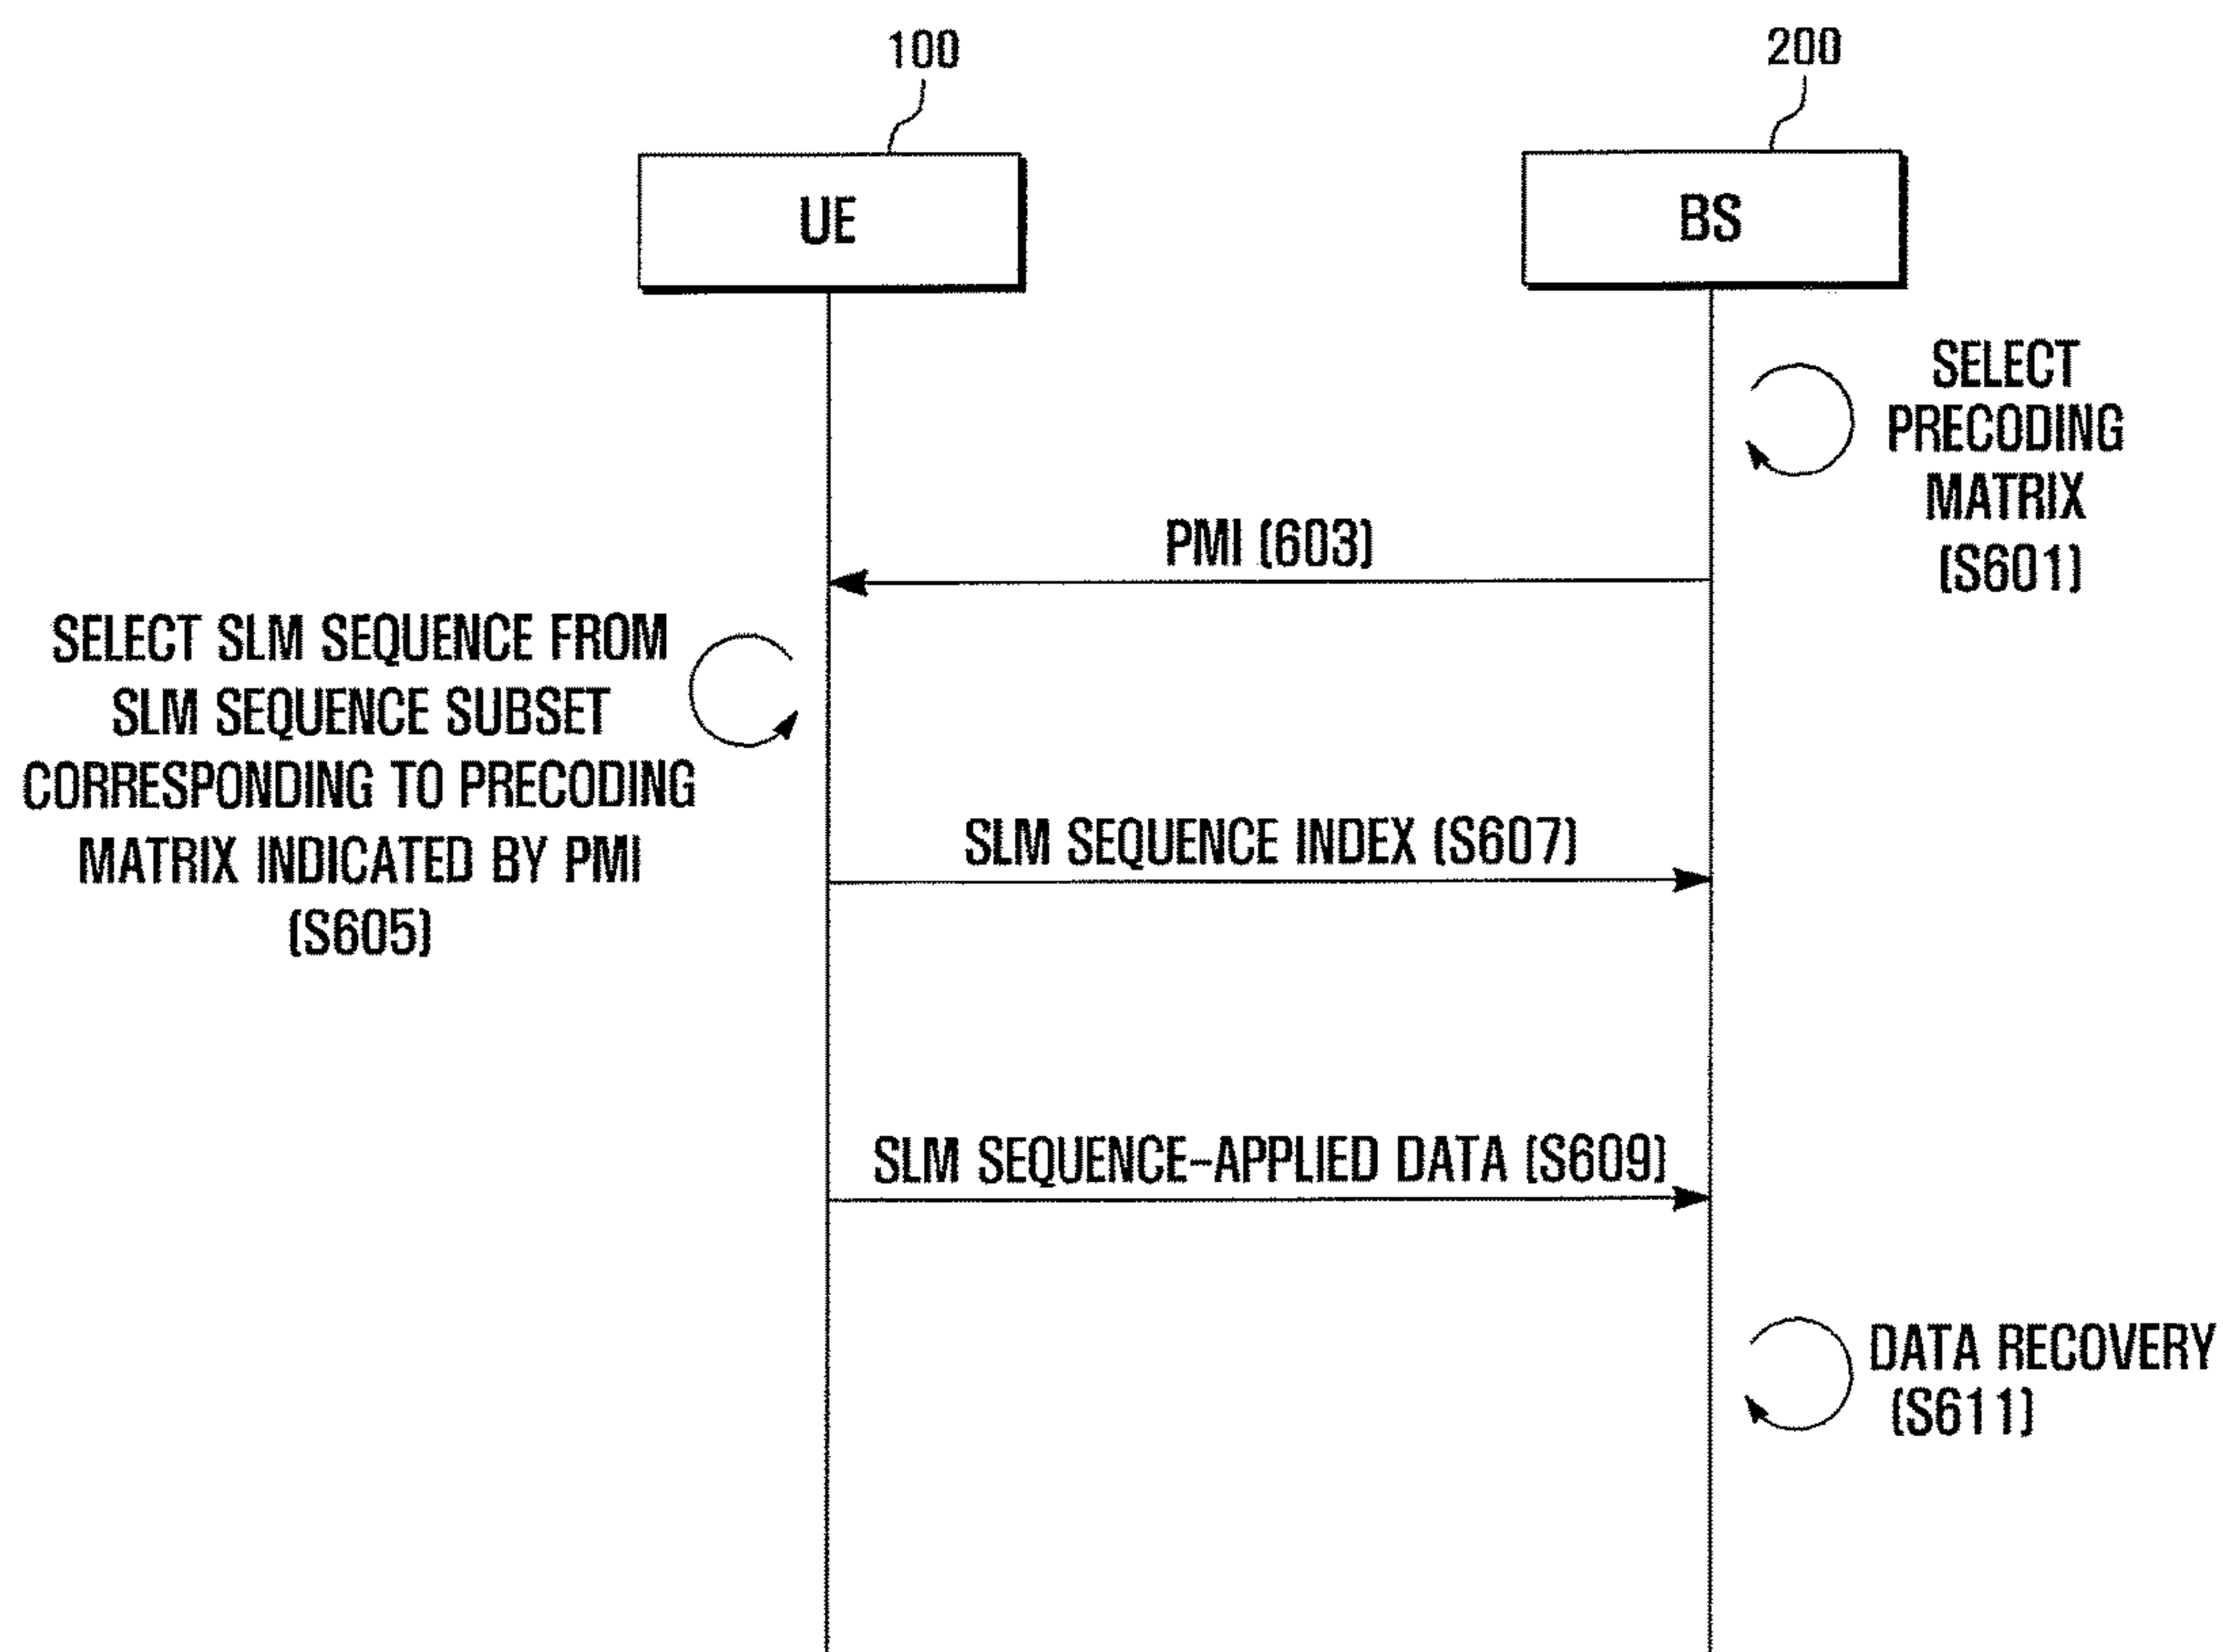 100
200
UE
BS
SELECT
PRECODING
MATRIX
(S601)
PMI (603)
SELECT SLM SEQUENCE FROM
SLM SEQUENCE SUBSET
CORRESPONDING TO PRECODING
MATRIX INDICATED BY PMI
(S605)
SLM SEQUENCE INDEX (S607)
SLM SEQUENCE-APPLIED DATA (S609)
DATA RECOVERY
(S611)